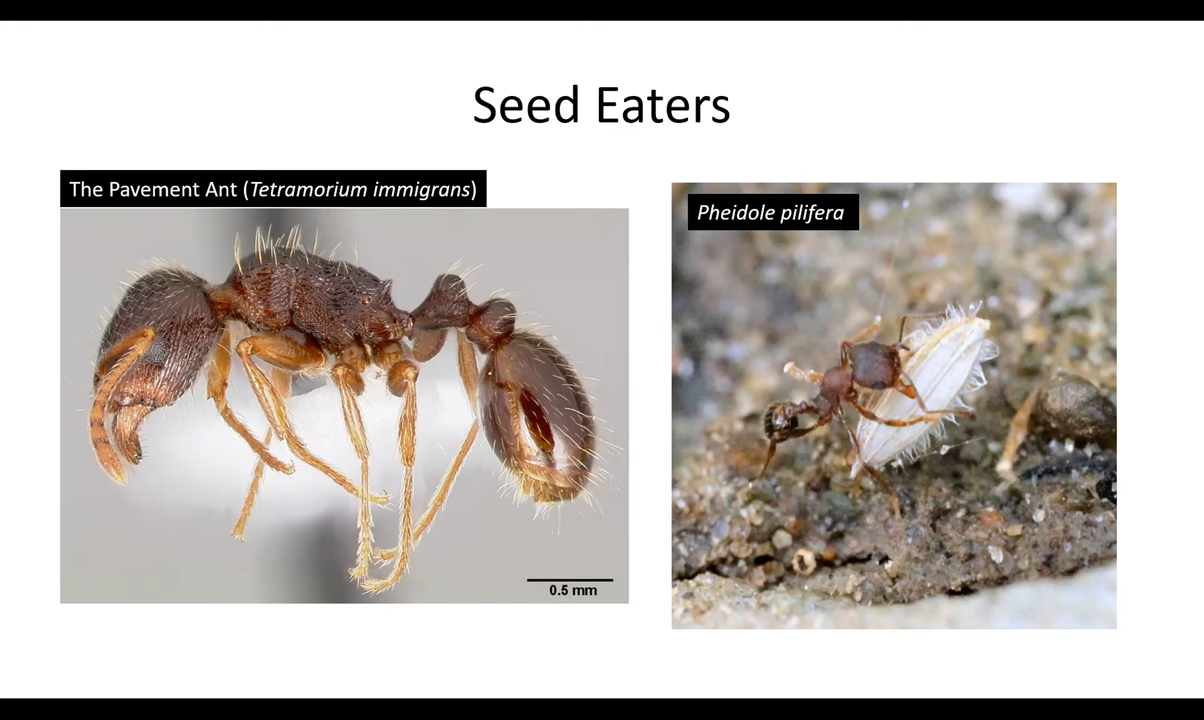 Seed Eaters
The Pavement Ant (Tetramorium immigrans)
Pheidole pilifera
0.5 mm